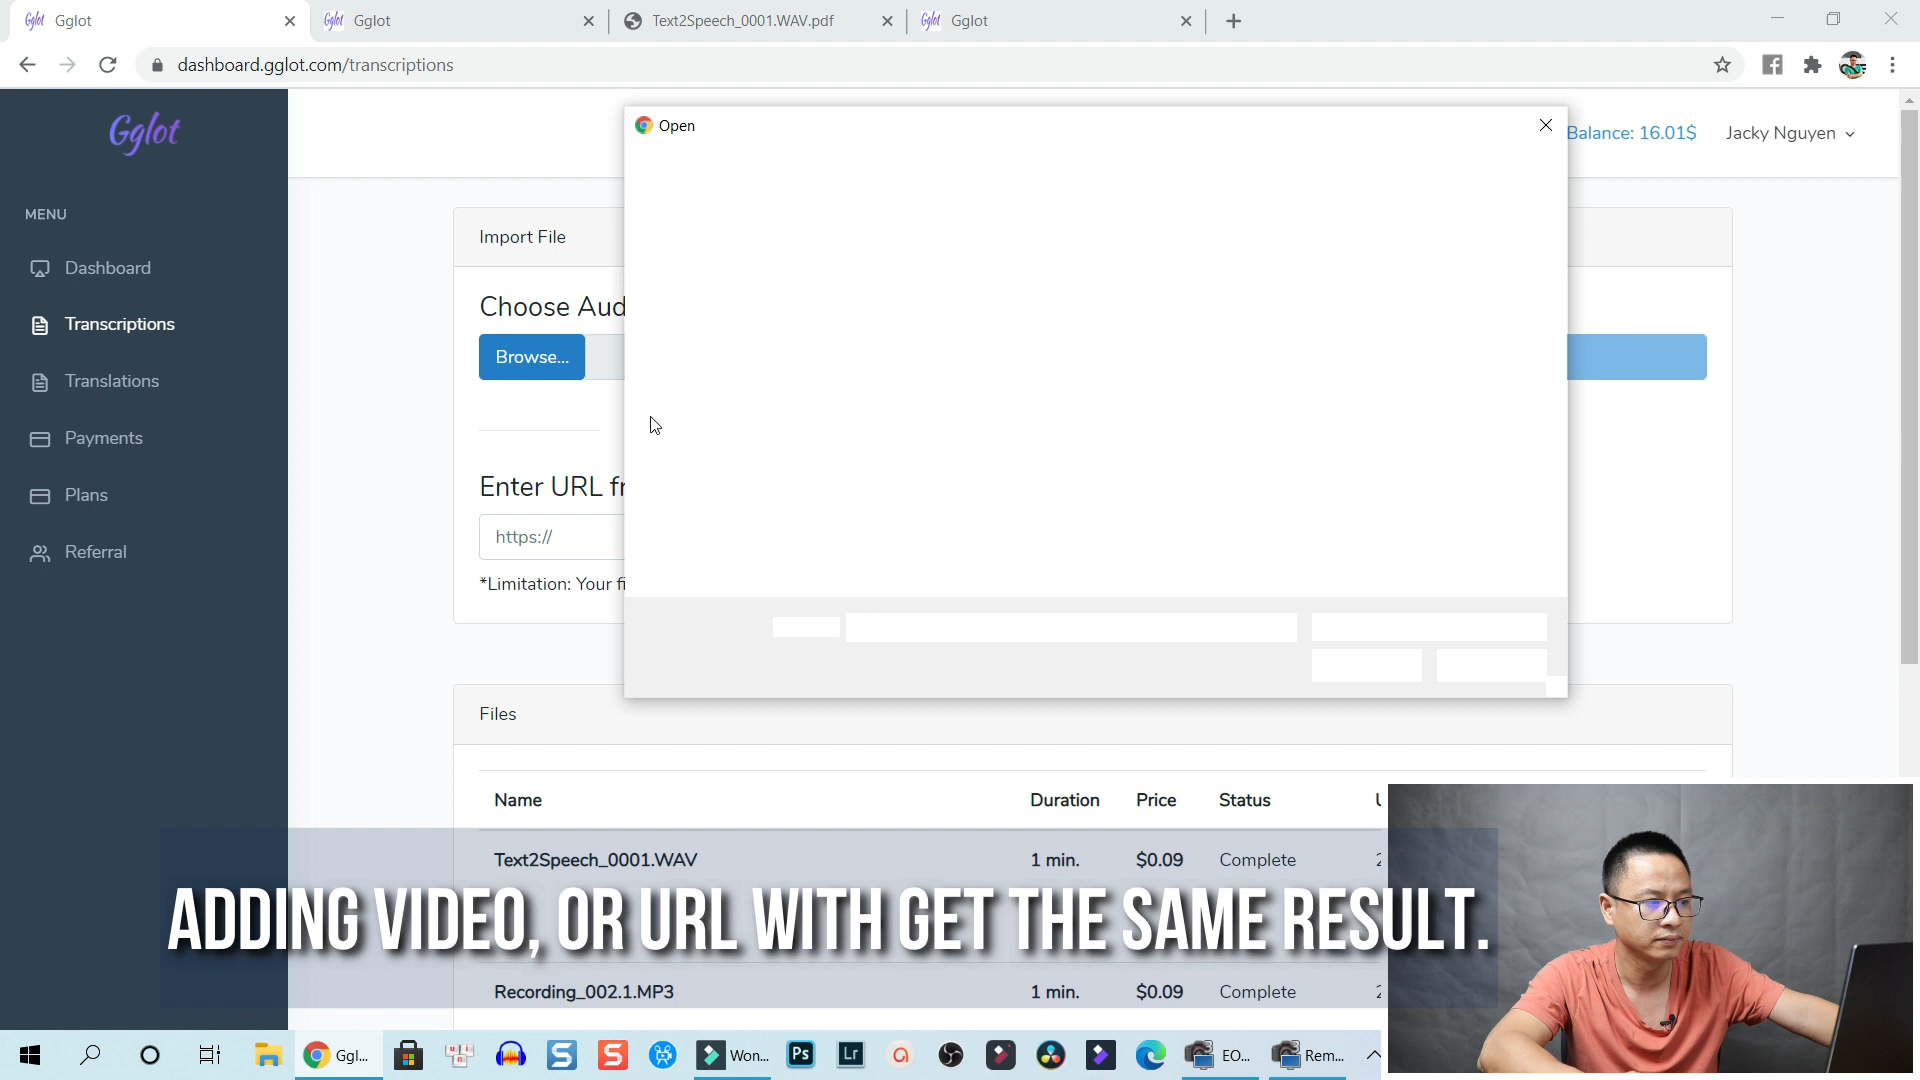 Gglot
Gglot
Text2Speech_0001.WAV.pdf
Gglot
dashboard.gglot.com/transcriptions
Gglot
Open
Balance: 16.01$
Jacky Nguyen
MENU
Dashboard
Transcriptions
Translations
Payments
Plans
Referral
Import File
Choose Aud
Browse...
Enter URL fr
https://
*Limitation: Your fi
Files
Name Duration Price Status
Text2Speech_0001.WAV 1 min. $0.09 Complete 2
ADDING VIDEO, OR URL WITH GET THE SAME RESULT.
Recording_002.1.MP3 1 min. $0.09 Complete 2
Ggl...
Won...
Ps
Lr
EO...
Rem...